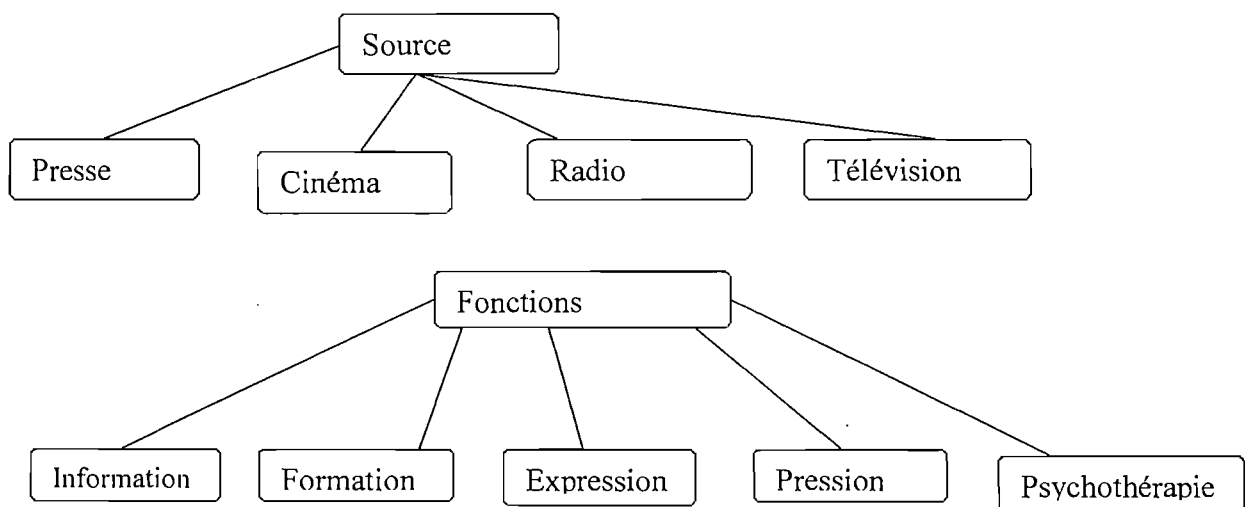 Source
Presse
Cinéma
Radio
Télévision
Fonctions
Information
Formation
Expression
Pression
Psychothérapie